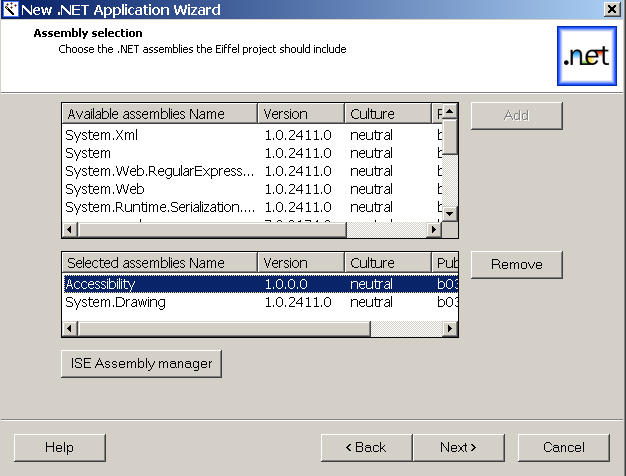 New .NET Application Wizard
Assembly selection
Choose the .NET assemblies the Eiffel project should include
.net
Available assemblies Name Version Culture
System.Xml 1.0.2411.0 neutral
System 1.0.2411.0 neutral
System.Web.RegularExpress... 1.0.2411.0 neutral
System.Web 1.0.2411.0 neutral
System.Runtime.Serialization.... 1.0.2411.0 neutral
Add
Selected assemblies Name Version Culture Pub
Accessibility 1.0.0.0 neutral b03
System.Drawing 1.0.2411.0 neutral b03
Remove
ISE Assembly manager
Help < Back Next > Cancel